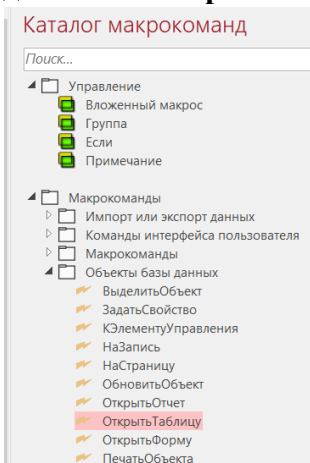 Каталог макрокоманд
Поиск...
Управление
Вложенный макрос
Группа
Если
Примечание
Макрокоманды
Импорт или экспорт данных
Команды интерфейса пользователя
Макрокоманды
Объекты базы данных
ВыделитьОбъект
ЗадатьСвойство
КЭлементуУправления
НаЗапись
НаСтраницу
ОбновитьОбъект
ОткрытьОтчет
ОткрытьТаблицу
ОткрытьФорму
ПечатьОбъекта